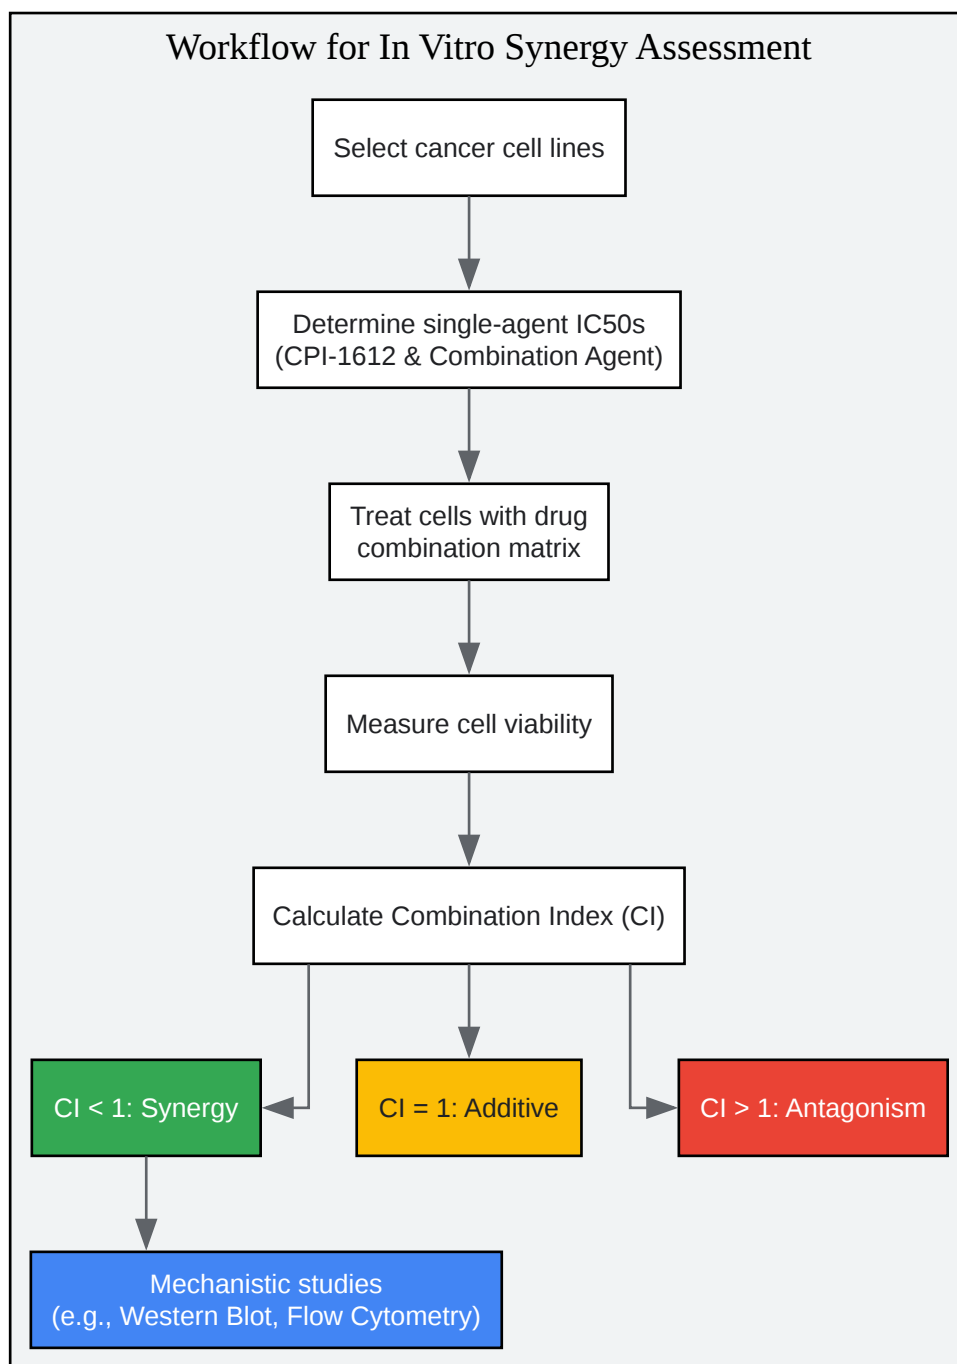 Workflow for In Vitro Synergy Assessment
Select cancer cell lines
Determine single-agent IC50s
(CPI-1612 & Combination Agent)
Treat cells with drug
combination matrix
Measure cell viability
Calculate Combination Index (CI)
CI < 1: Synergy
CI = 1: Additive
CI > 1: Antagonism
Mechanistic studies
(e.g., Western Blot, Flow Cytometry)